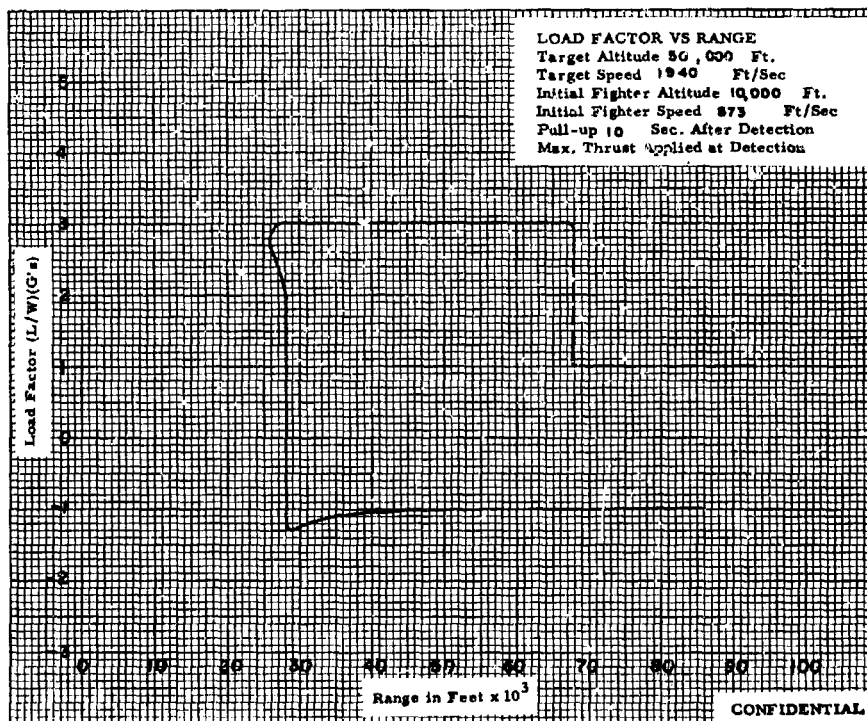 LOAD FACTOR VS RANGE
Target Altitude 50,000 Ft.
Target Speed 1940 Ft/Sec
Initial Fighter Altitude 10,000 Ft.
Initial Fighter Speed 873 Ft/Sec
Pull-up 10 Sec. After Detection
Max. Thrust Applied at Detection
5
4
3
2
1
0
-1
-2
-3
Load Factor (L/W)(G's)
0 10 20 30 40 50 60 70 80 90 100
Range in Feet x 10³
CONFIDENTIAL